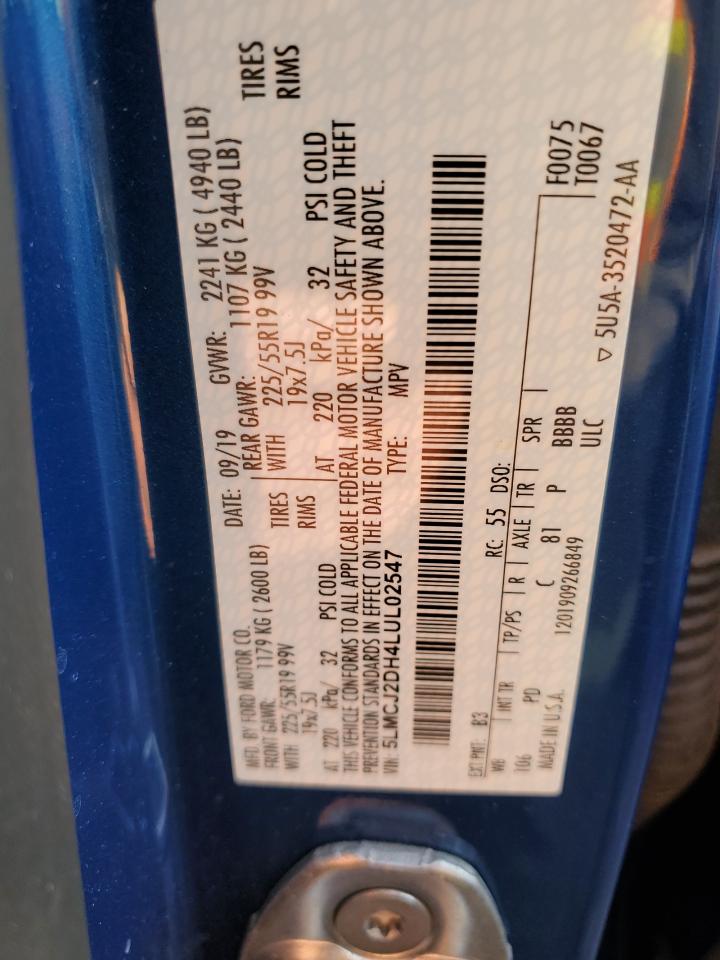 MFD. BY FORD MOTOR CO.
DATE: 09/19 GVWR: 2241 KG ( 4940 LB)
FRONT GAWR: 1179 KG ( 2600 LB) REAR GAWR: 1107 KG ( 2440 LB)
WITH 225/55R19 99V TIRES WITH 225/55R19 99V TIRES
19x7.5J RIMS 19x7.5J RIMS
AT 220 kPa/ 32 PSI COLD AT 220 kPa/ 32 PSI COLD
THIS VEHICLE CONFORMS TO ALL APPLICABLE FEDERAL MOTOR VEHICLE SAFETY AND THEFT
PREVENTION STANDARDS IN EFFECT ON THE DATE OF MANUFACTURE SHOWN ABOVE.
VIN: 5LMCJ2DH4LUL02547 TYPE: MPV
EXT PNT: B3 RC: 55 DSO:
WB INT TR TP/PS R AXLE TR SPR F0075
106 PD C 81 P BBBB T0067
MADE IN U.S.A. ULC
1201909266849 ▽ 5U5A-3520472-AA